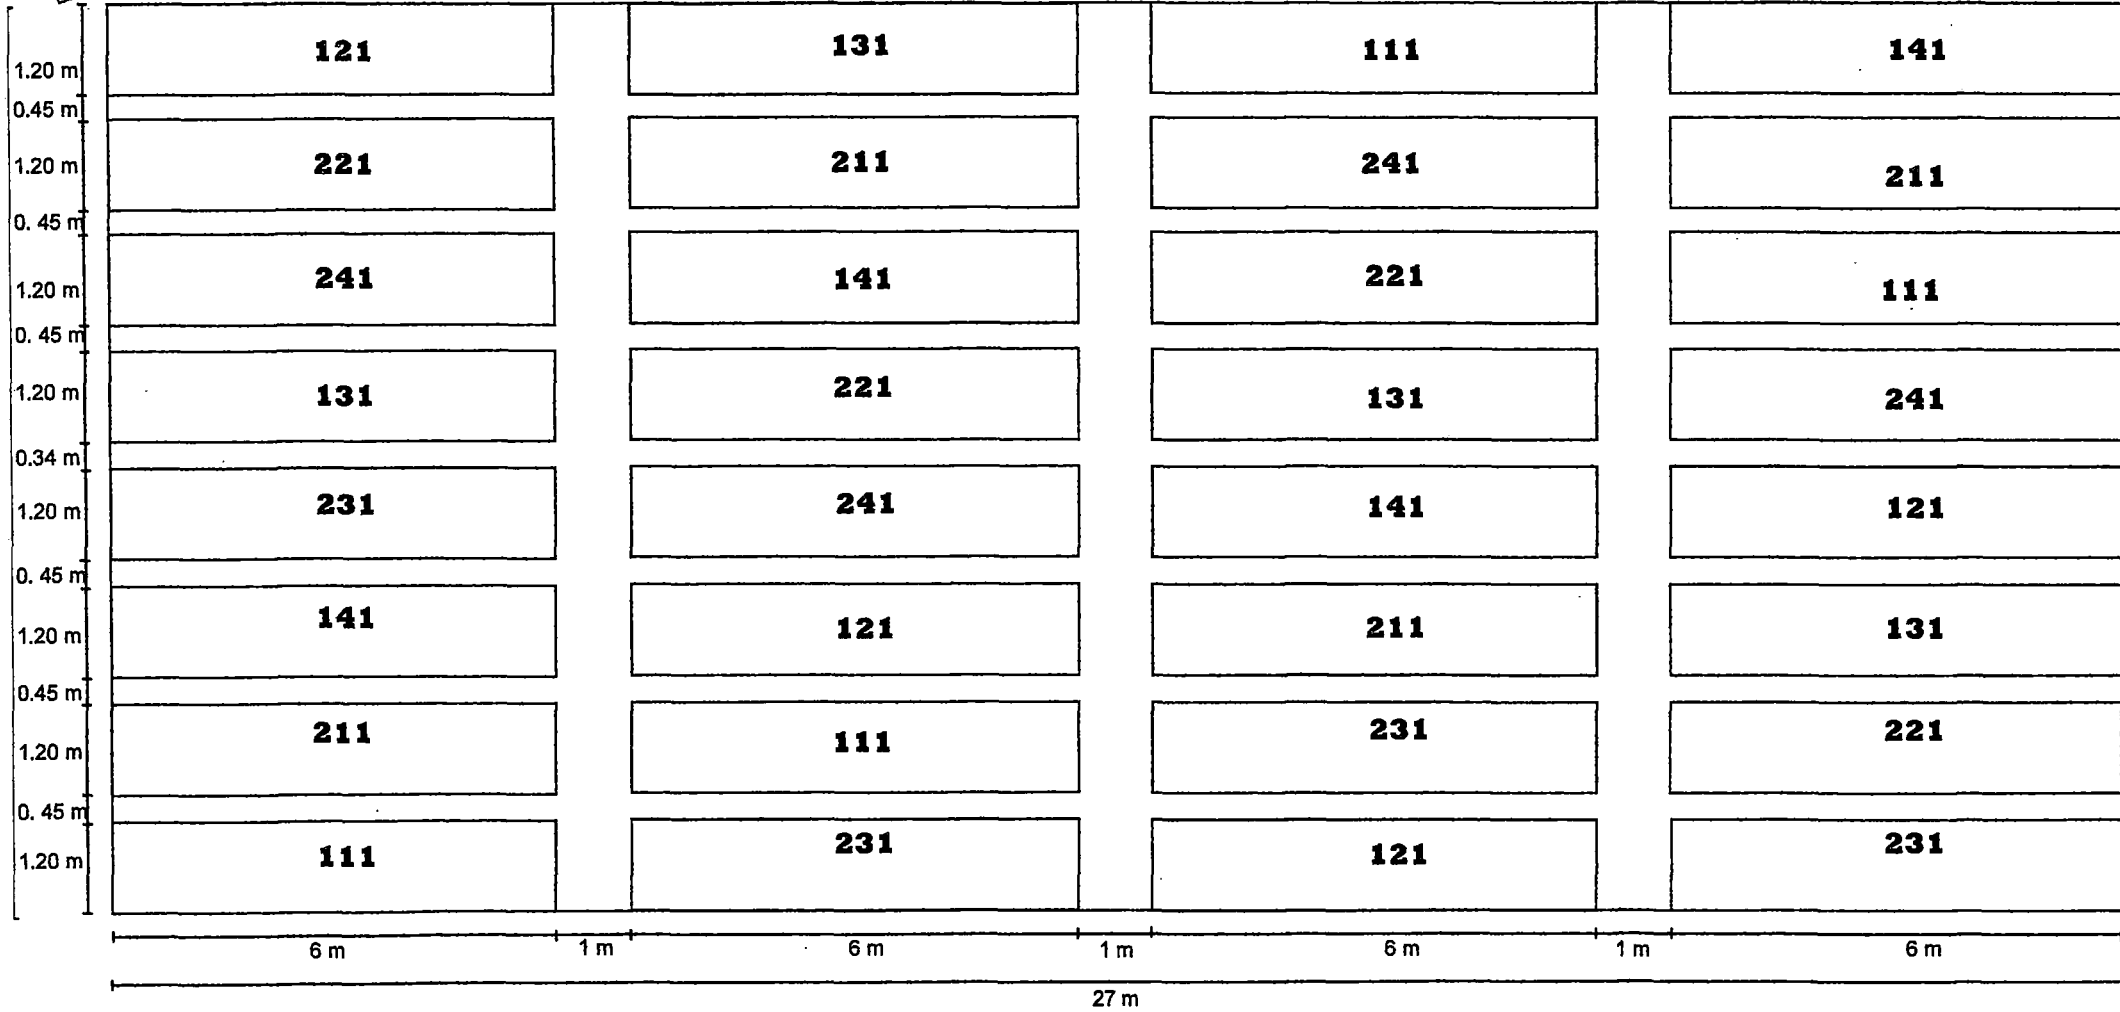 121 131 111 141
1.20 m
0.45 m
221 211 241 211
1.20 m
0. 45 m
241 141 221 111
1.20 m
0. 45 m
131 221 131 241
1.20 m
0.34 m
231 241 141 121
1.20 m
0. 45 m
141 121 211 131
1.20 m
0.45 m
211 111 231 221
1.20 m
0. 45 m
111 231 121 231
1.20 m
6 m 1 m 6 m 1 m 6 m 1 m 6 m
27 m